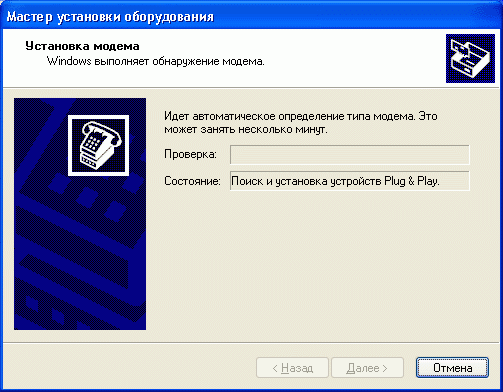 Мастер установки оборудования
Установка модема
Windows выполняет обнаружение модема.
Идет автоматическое определение типа модема. Это
может занять несколько минут.
Проверка:
Состояние: Поиск и установка устройств Plug & Play.
< Назад Далее > Отмена